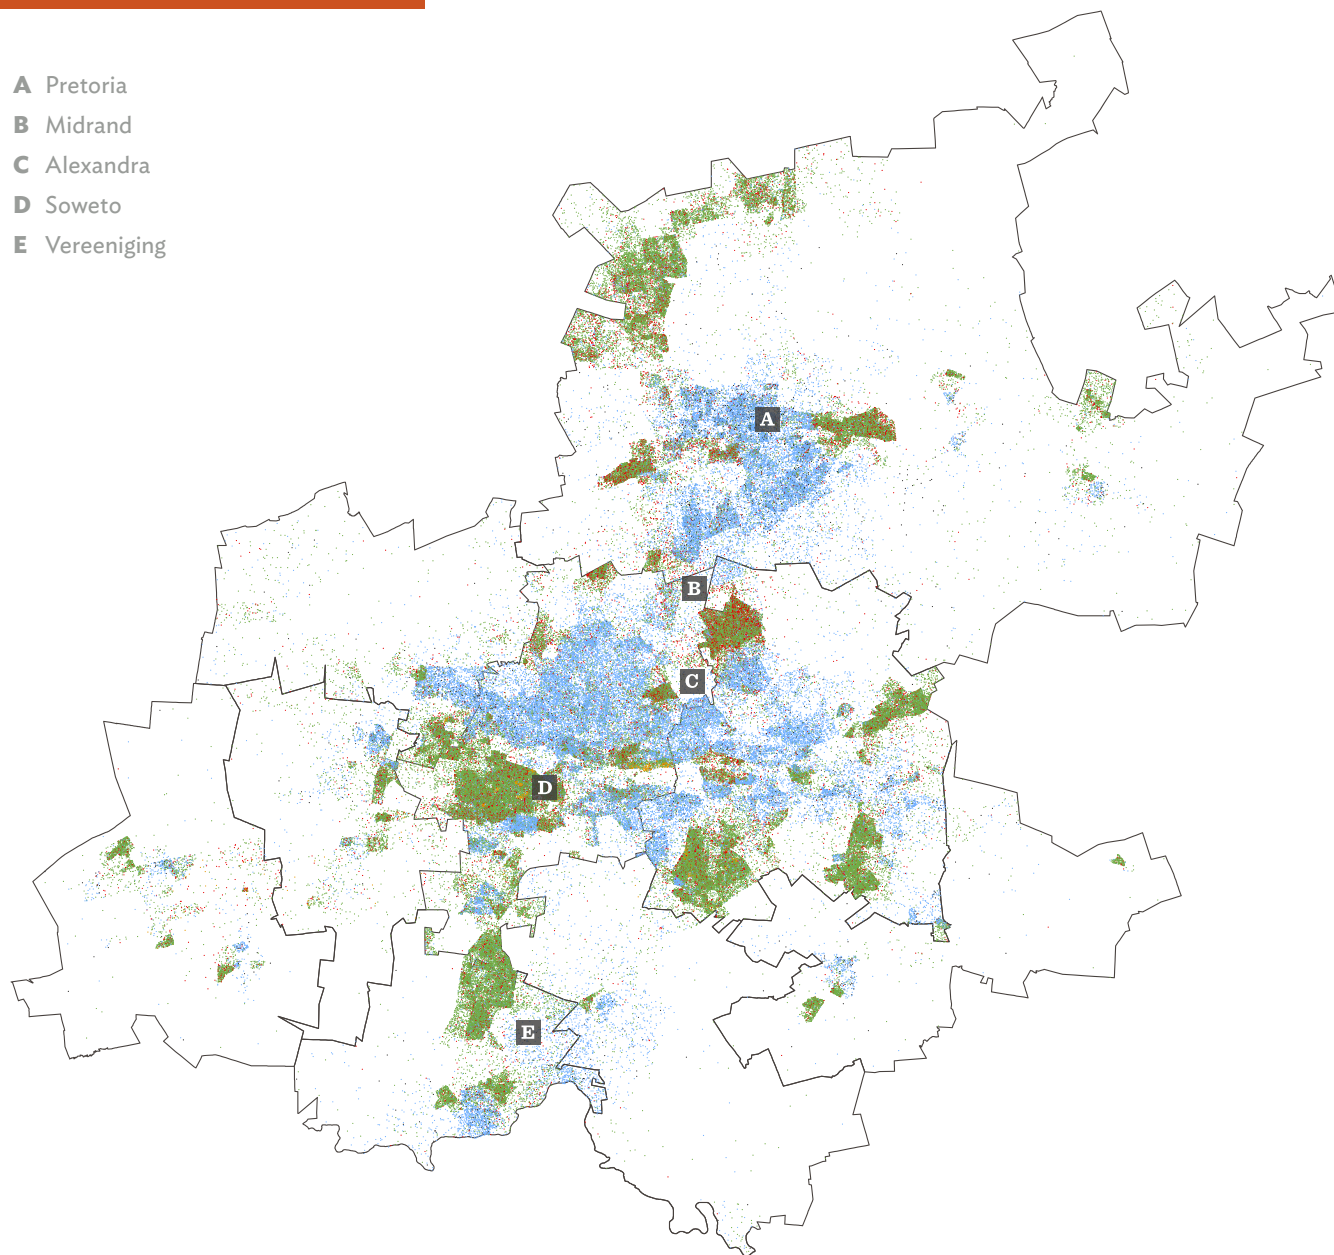 A Pretoria
B Midrand
C Alexandra
D Soweto
E Vereeniging
A
B
C
D
E